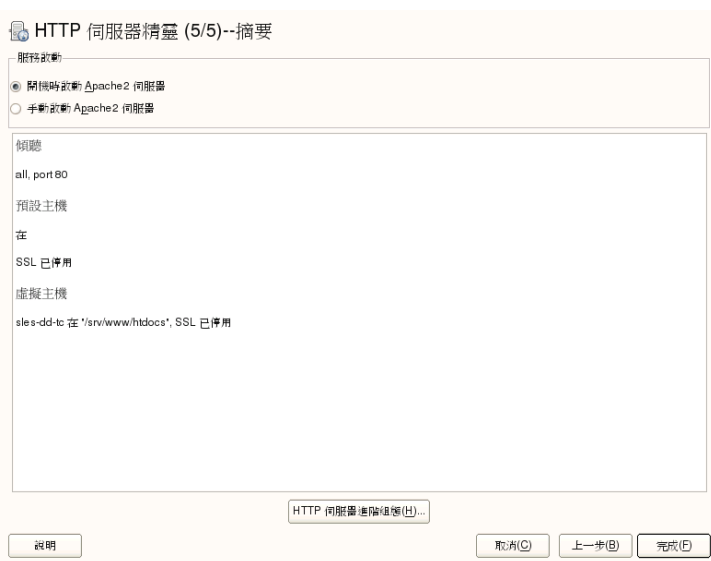 HTTP 伺服器精靈 (5/5)--摘要
服務啟動
開機時啟動 Apache2 伺服器
手動啟動 Apache2 伺服器
傾聽
all, port 80
預設主機
在
SSL 已停用
虛擬主機
sles-dd-tc 在 "/srv/www/htdocs", SSL 已停用
HTTP 伺服器進階組態(H)...
說明
取消(C)
上一步(B)
完成(F)